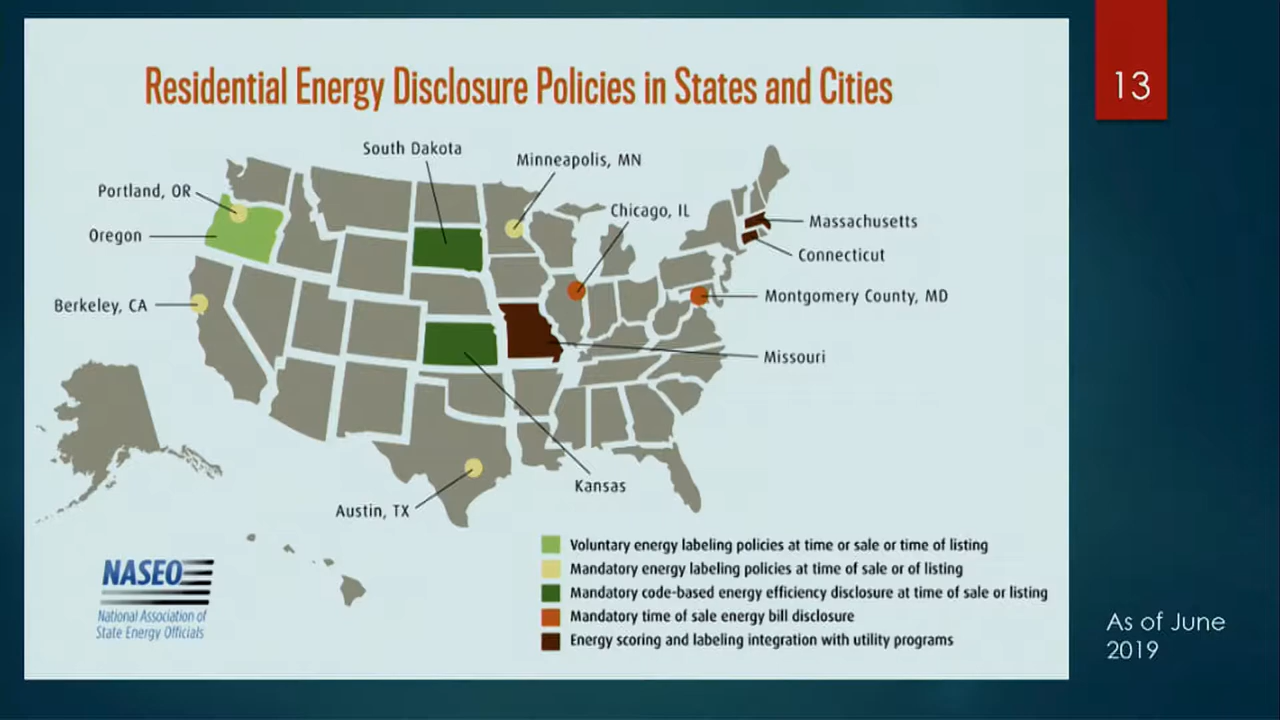 Residential Energy Disclosure Policies in States and Cities
13
South Dakota
Minneapolis, MN
Portland, OR
Chicago, IL
Oregon
Massachusetts
Connecticut
Berkeley, CA
Montgomery County, MD
Missouri
Kansas
Austin, TX
Voluntary energy labeling policies at time or sale or time of listing
Mandatory energy labeling policies at time of sale or of listing
Mandatory code-based energy efficiency disclosure at time of sale or listing
Mandatory time of sale energy bill disclosure
Energy scoring and labeling integration with utility programs
NASEO
National Association of
State Energy Officials
As of June
2019